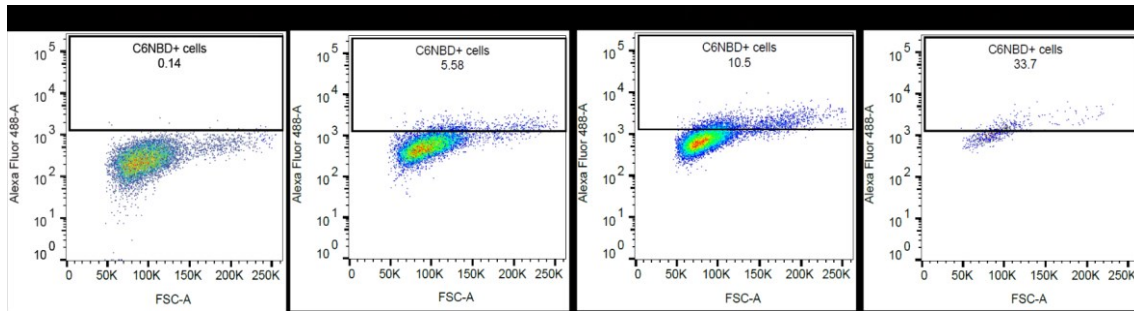 C6NBD+ cells
0.14
Alexa Fluor 488-A
10^5
10^4
10^3
10^2
10^1
10^0
0 50K 100K 150K 200K 250K
FSC-A
C6NBD+ cells
5.58
Alexa Fluor 488-A
10^5
10^4
10^3
10^2
10^1
10^0
0 50K 100K 150K 200K 250K
FSC-A
C6NBD+ cells
10.5
Alexa Fluor 488-A
10^5
10^4
10^3
10^2
10^1
10^0
0 50K 100K 150K 200K 250K
FSC-A
C6NBD+ cells
33.7
Alexa Fluor 488-A
10^5
10^4
10^3
10^2
10^1
10^0
0 50K 100K 150K 200K 250K
FSC-A